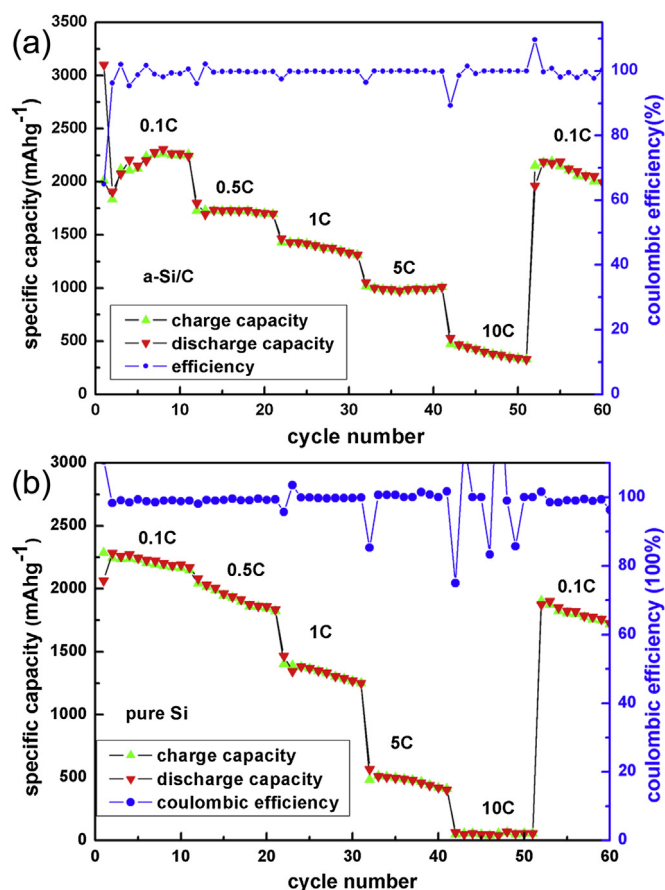 (a)
3500
3000
2500
2000
1500
1000
500
0
specific capacity(mAhg-1)
0.1C
0.5C
1C
5C
10C
0.1C
a-Si/C
charge capacity
discharge capacity
efficiency
120
100
80
60
40
20
0
coulombic efficiency(%)
0 10 20 30 40 50 60
cycle number
(b)
3000
2500
2000
1500
1000
500
0
specific capacity (mAhg-1)
0.1C
0.5C
1C
5C
10C
0.1C
pure Si
charge capacity
discharge capacity
coulombic efficiency
100
80
60
40
20
0
coulombic efficiency (100%)
0 10 20 30 40 50 60
cycle number